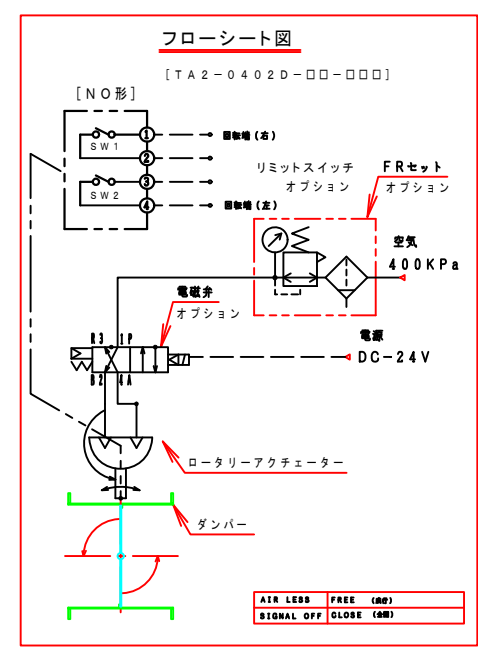 フローシート図
[TA2-0402D-□□-□□□]
[NO形]
SW1
SW2
1
2
3
4
回転端(右)
回転端(左)
リミットスイッチ
オプション
FRセット
オプション
空気
400KPa
電磁弁
オプション
R3 1P
B2 4A
電源
DC-24V
ロータリーアクチェーター
ダンパー
AIR LESS FREE
SIGNAL OFF CLOSE (全閉)